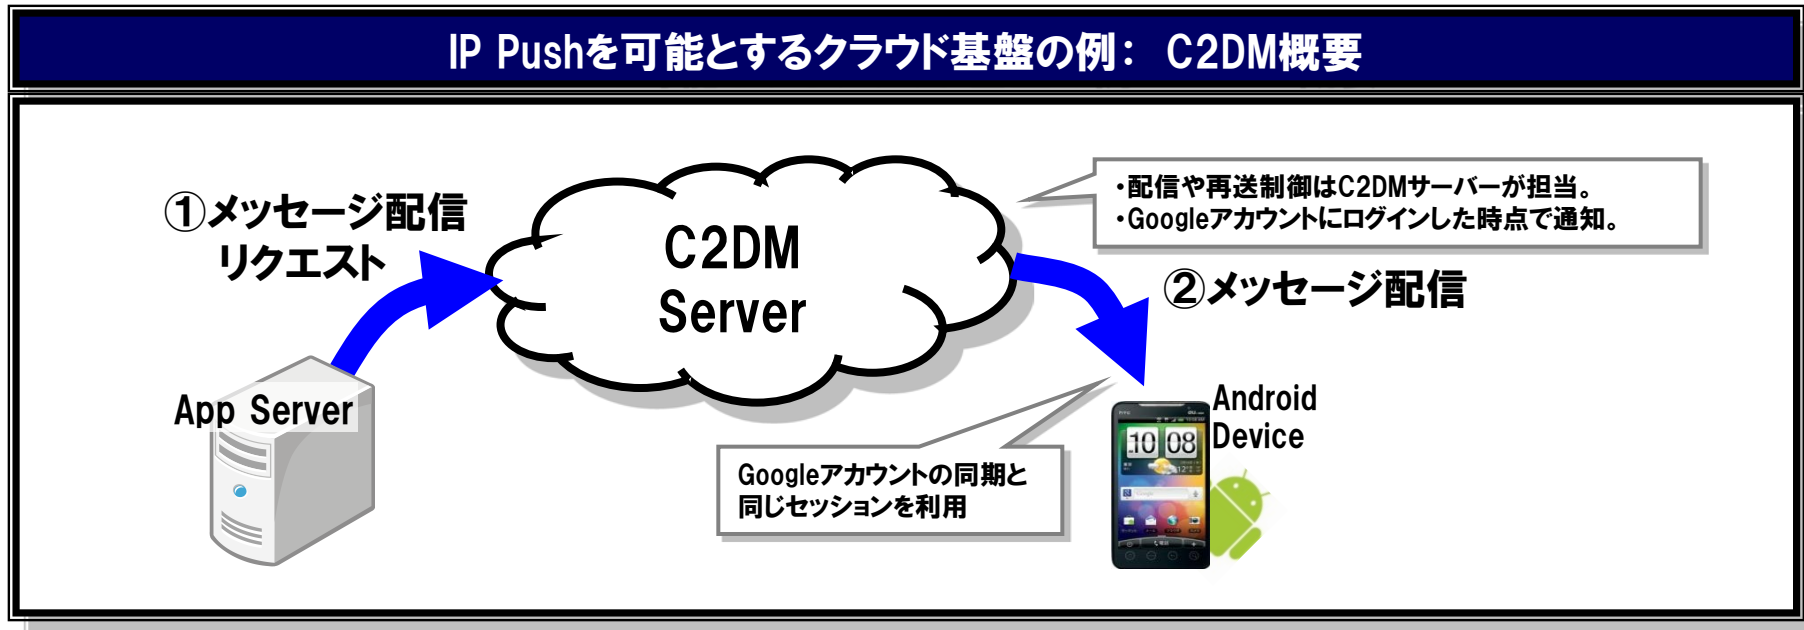 IP Pushを可能とするクラウド基盤の例： C2DM概要
①メッセージ配信
リクエスト
C2DM
Server
・配信や再送制御はC2DMサーバーが担当。
・Googleアカウントにログインした時点で通知。
②メッセージ配信
App Server
Android
Device
10 08
Googleアカウントの同期と
同じセッションを利用